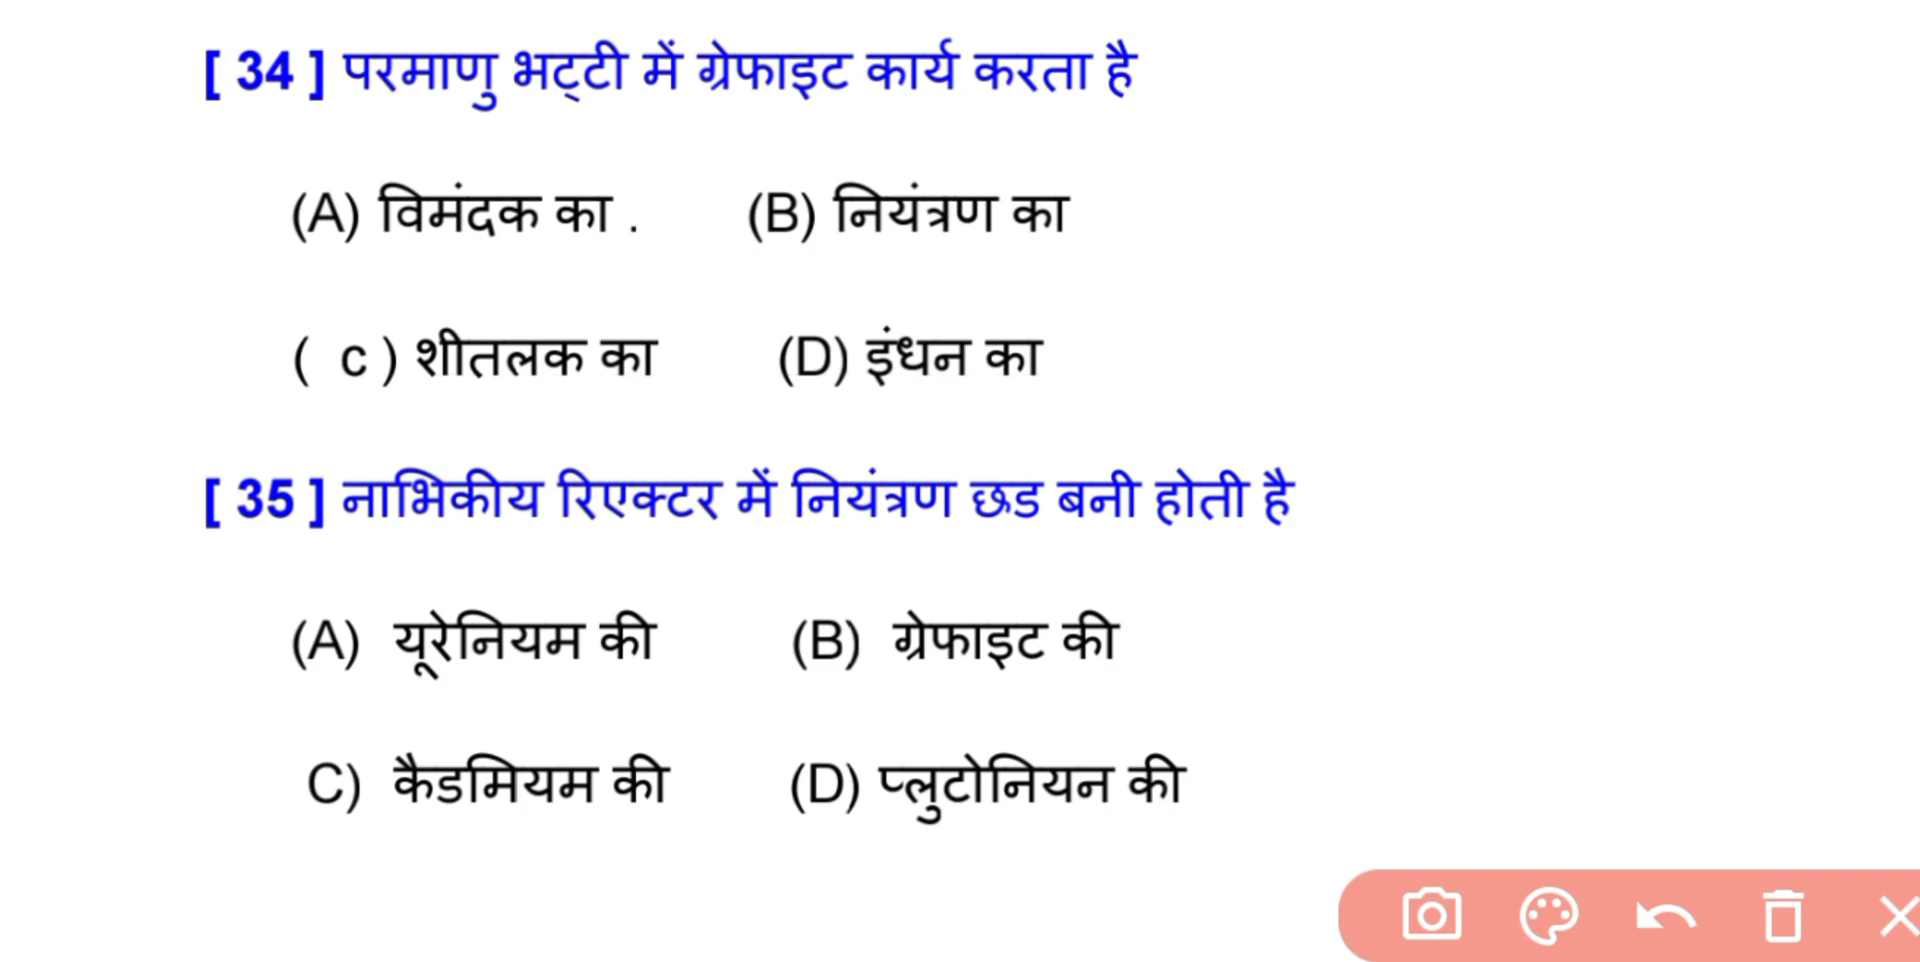 [ 34 ] परमाणु भट्टी में ग्रेफाइट कार्य करता है
(A) विमंदक का . (B) नियंत्रण का
( c ) शीतलक का (D) इंधन का
[ 35 ] नाभिकीय रिएक्टर में नियंत्रण छड बनी होती है
(A) यूरेनियम की (B) ग्रेफाइट की
C) कैडमियम की (D) प्लुटोनियन की